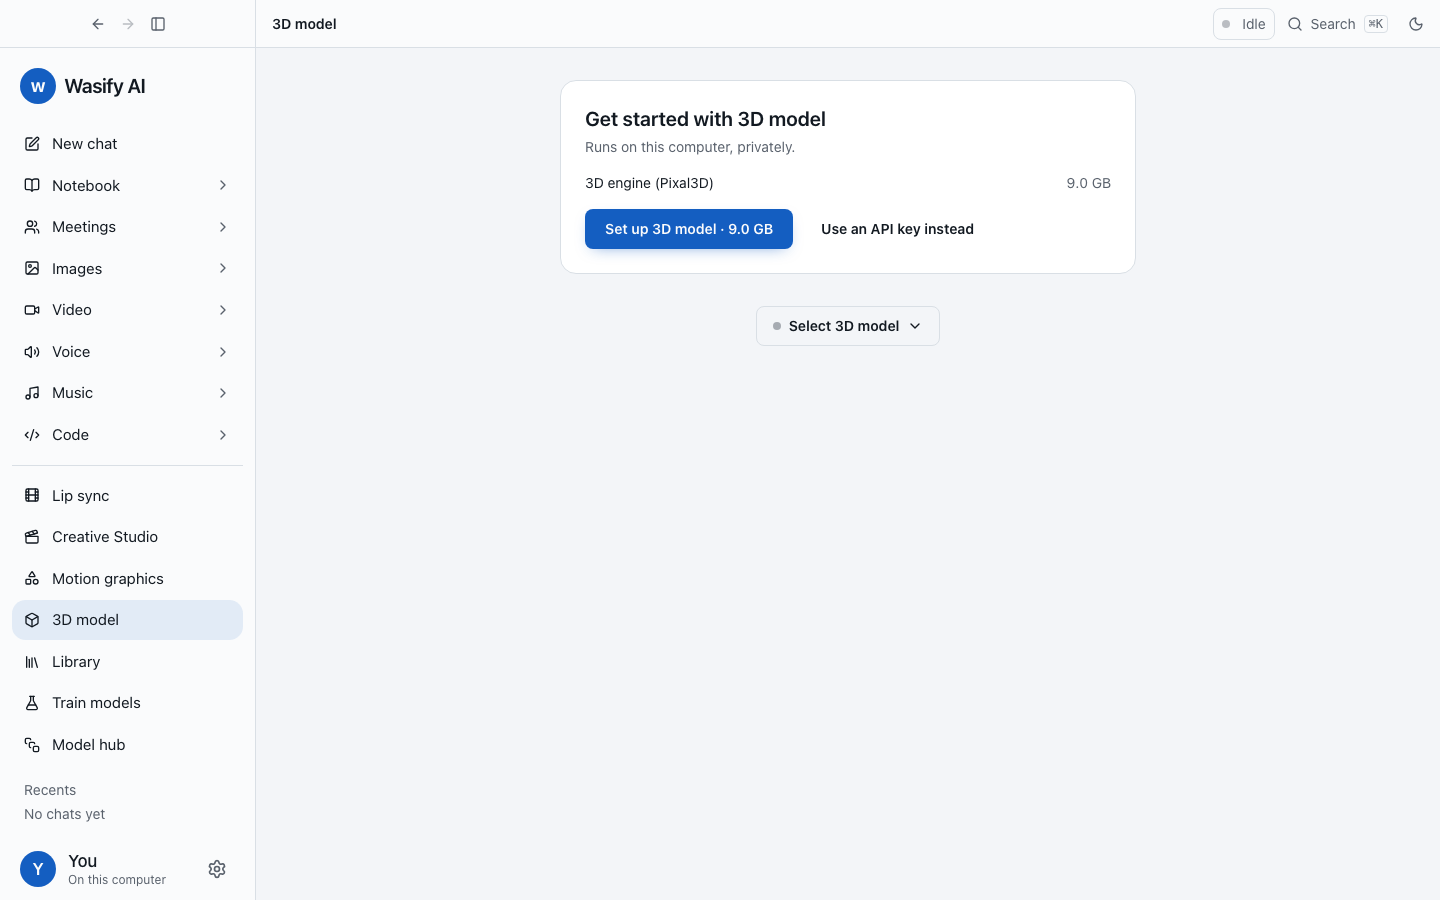 3D model
Idle
Search ⌘K
W Wasify AI
New chat
Notebook
Meetings
Images
Video
Voice
Music
Code
Lip sync
Creative Studio
Motion graphics
3D model
Library
Train models
Model hub
Recents
No chats yet
Y You
On this computer
Get started with 3D model
Runs on this computer, privately.
3D engine (Pixal3D) 9.0 GB
Set up 3D model · 9.0 GB Use an API key instead
Select 3D model